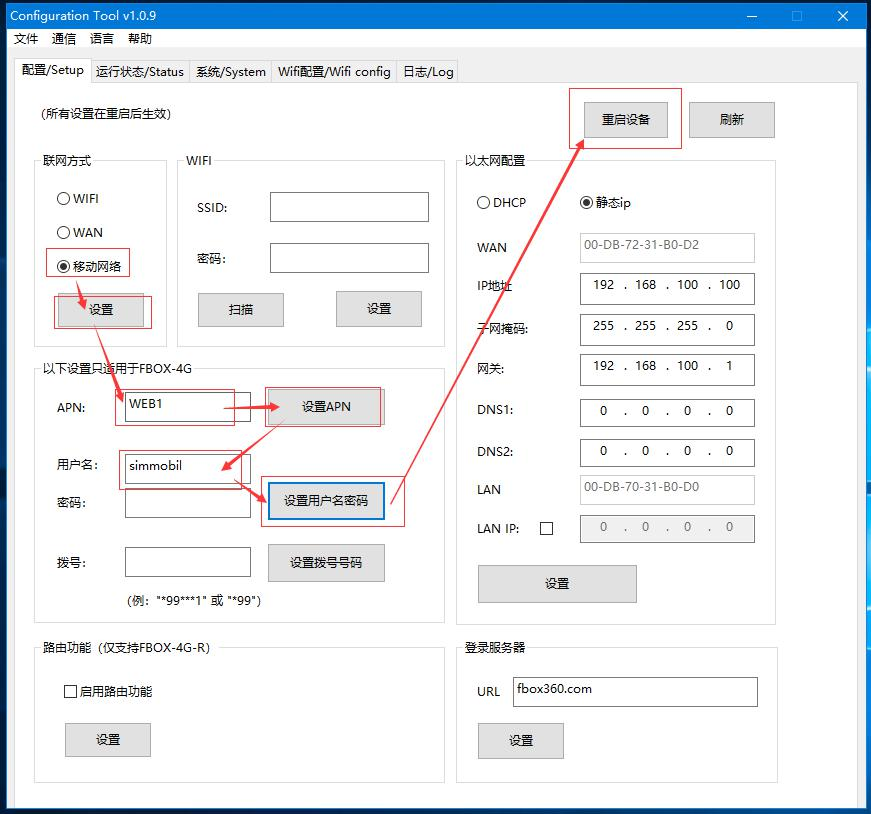 Configuration Tool v1.0.9
文件 通信 语言 帮助
配置/Setup 运行状态/Status 系统/System Wifi配置/Wifi config 日志/Log
(所有设置在重启后生效)
重启设备
刷新
联网方式
WIFI
WAN
移动网络
设置
WIFI
SSID:
密码:
扫描
设置
以下设置只适用于FBOX-4G
APN: WEB1
设置APN
用户名: simmobil
密码:
设置用户名密码
拨号:
设置拨号号码
(例: "*99***1" 或 "*99")
以太网配置
DHCP 静态ip
WAN 00-DB-72-31-B0-D2
IP地址 192 . 168 . 100 . 100
子网掩码: 255 . 255 . 255 . 0
网关: 192 . 168 . 100 . 1
DNS1: 0 . 0 . 0 . 0
DNS2: 0 . 0 . 0 . 0
LAN 00-DB-70-31-B0-D0
LAN IP: 0 . 0 . 0 . 0
设置
路由功能 (仅支持FBOX-4G-R)
启用路由功能
设置
登录服务器
URL fbox360.com
设置